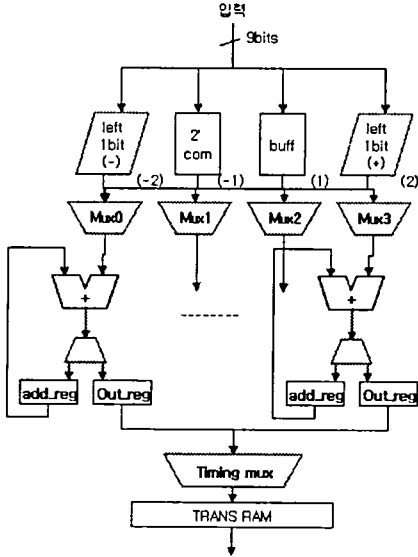 입력
9bits
left
1bit
(-)
2'
com
buff
left
1bit
(+)
(-2)
(-1)
(1)
(2)
Mux0
Mux1
Mux2
Mux3
+
+
add_reg
Out_reg
add_reg
Out_reg
Timing mux
TRANS RAM